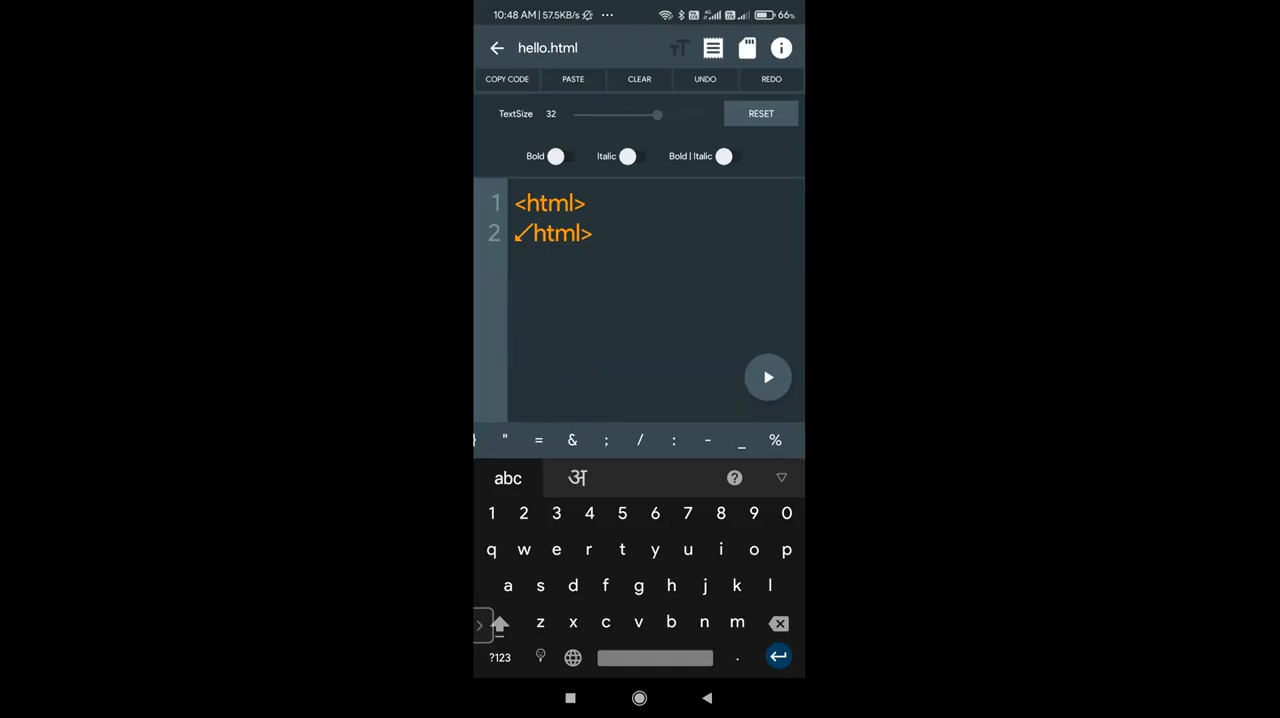 10:48 AM | 57.5KB/s ... 66%
hello.html
COPY CODE PASTE CLEAR UNDO REDO
TextSize 32 RESET
Bold Italic Bold | Italic
1 <html>
2 </html>
} " = & ; / : - _ %
abc अ ?
1 2 3 4 5 6 7 8 9 0
q w e r t y u i o p
a s d f g h j k l
z x c v b n m
?123 .